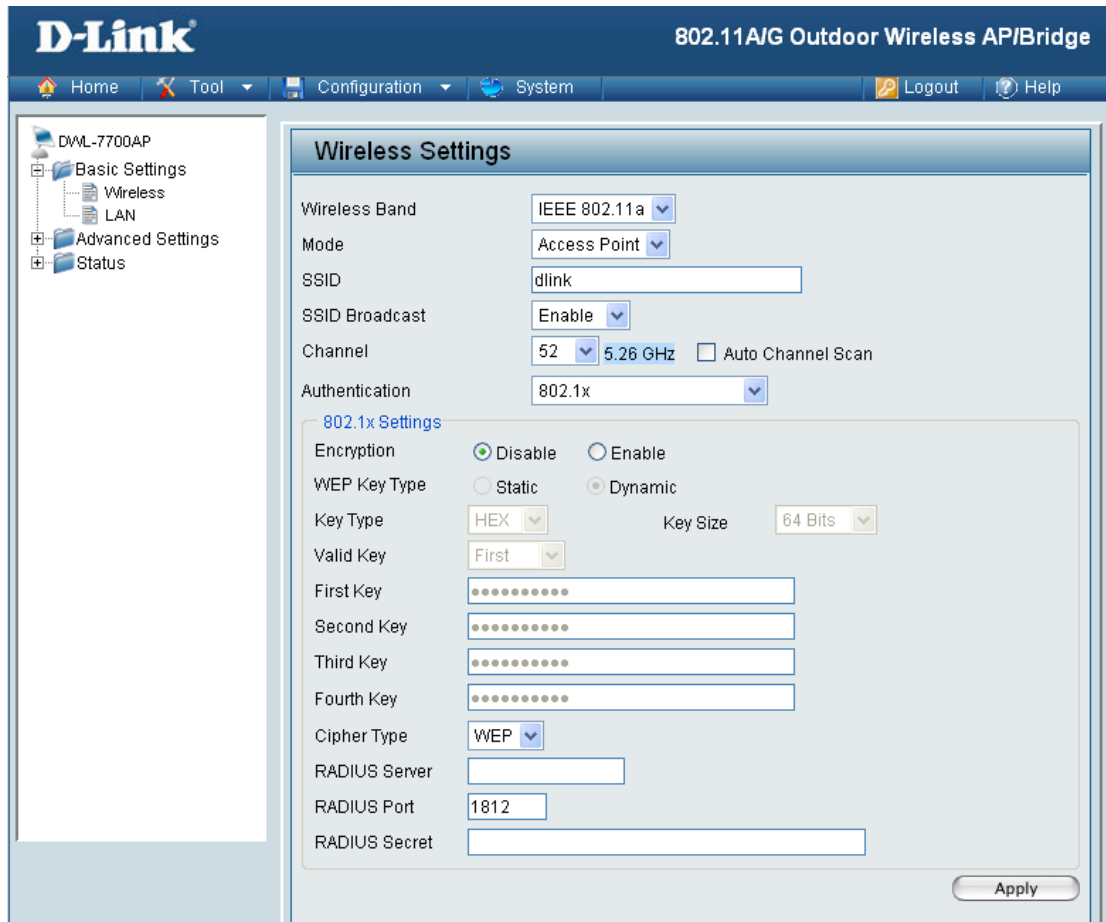 D-Link
802.11A/G Outdoor Wireless AP/Bridge
Home Tool Configuration System Logout Help
DWL-7700AP
Basic Settings
Wireless
LAN
Advanced Settings
Status
Wireless Settings
Wireless Band IEEE 802.11a
Mode Access Point
SSID dlink
SSID Broadcast Enable
Channel 52 5.26 GHz Auto Channel Scan
Authentication 802.1x
802.1x Settings
Encryption Disable Enable
WEP Key Type Static Dynamic
Key Type HEX Key Size 64 Bits
Valid Key First
First Key ●●●●●●●●●●
Second Key ●●●●●●●●●●
Third Key ●●●●●●●●●●
Fourth Key ●●●●●●●●●●
Cipher Type WEP
RADIUS Server
RADIUS Port 1812
RADIUS Secret
Apply